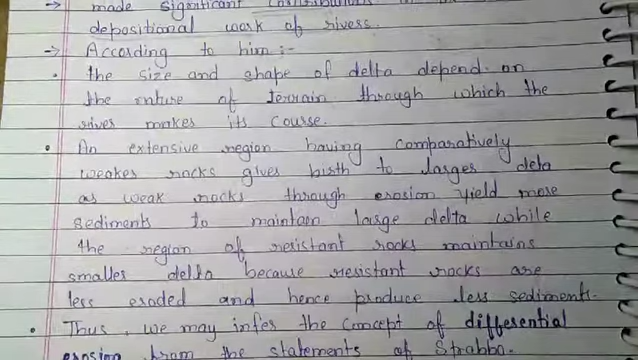 → made significant contributions in the
depositional work of rivers.
→ According to him :-
• the size and shape of delta depend on
the nature of terrain through which the
river makes its course.
• An extensive region having comparatively
weaker rocks gives birth to larger delta
as weak rocks through erosion yield more
sediments to maintain large delta while
the region of resistant rocks maintains
smaller delta because resistant rocks are
less eroded and hence produce less sediments.
• Thus, we may infer the concept of differential
erosion from the statements of Strabbo.